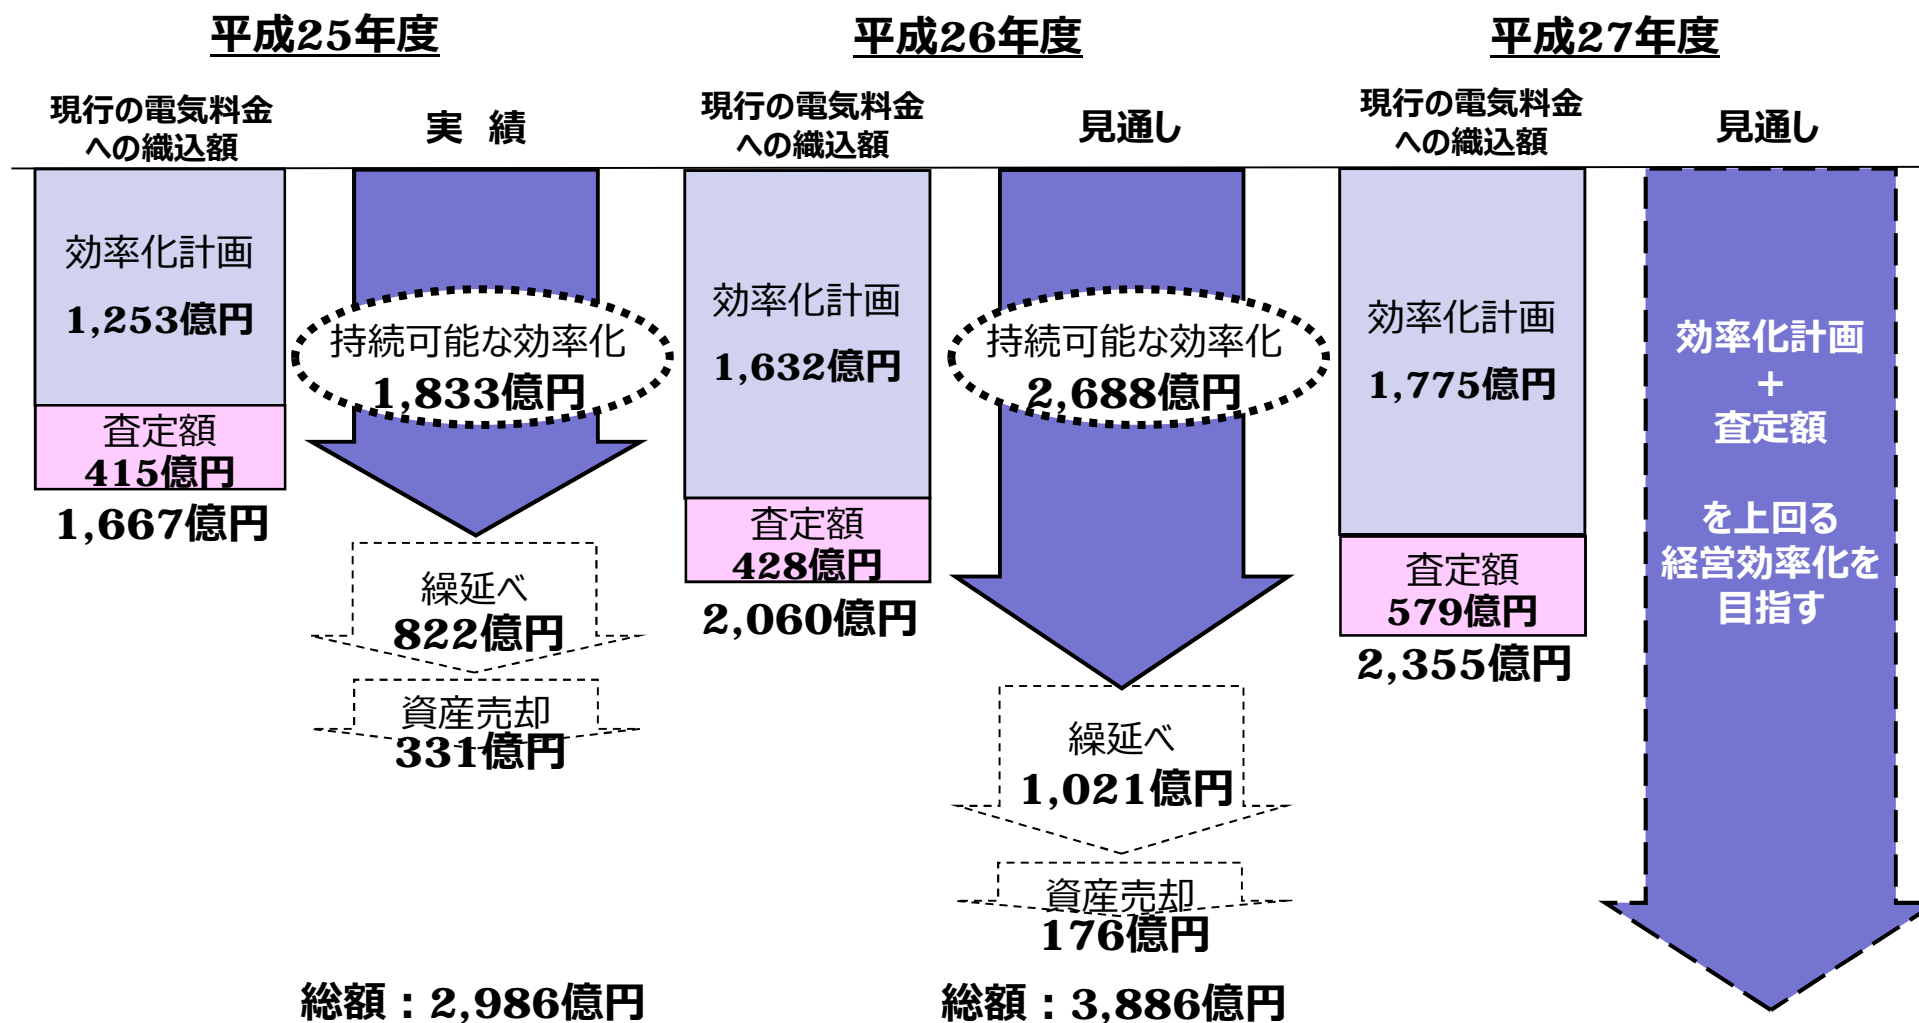 平成25年度
現行の電気料金
への織込額
実 績
効率化計画
1,253億円
査定額
415億円
1,667億円
持続可能な効率化
1,833億円
繰延べ
822億円
資産売却
331億円
総額：2,986億円
平成26年度
現行の電気料金
への織込額
見通し
効率化計画
1,632億円
査定額
428億円
2,060億円
持続可能な効率化
2,688億円
繰延べ
1,021億円
資産売却
176億円
総額：3,886億円
平成27年度
現行の電気料金
への織込額
見通し
効率化計画
1,775億円
査定額
579億円
2,355億円
効率化計画
+
査定額
を上回る
経営効率化を
目指す